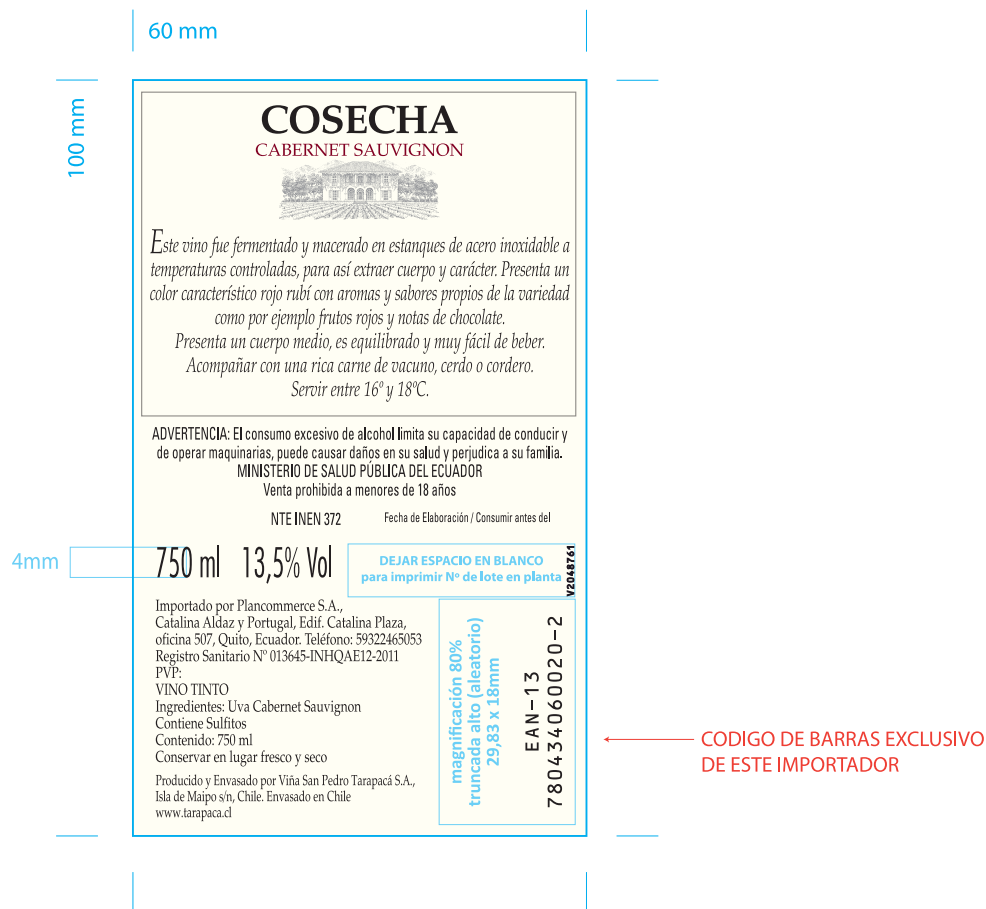 60 mm
100 mm
COSECHA
CABERNET SAUVIGNON
Este vino fue fermentado y macerado en estanques de acero inoxidable a
temperaturas controladas, para así extraer cuerpo y carácter. Presenta un
color característico rojo rubí con aromas y sabores propios de la variedad
como por ejemplo frutos rojos y notas de chocolate.
Presenta un cuerpo medio, es equilibrado y muy fácil de beber.
Acompañar con una rica carne de vacuno, cerdo o cordero.
Servir entre 16º y 18ºC.
ADVERTENCIA: El consumo excesivo de alcohol limita su capacidad de conducir y
de operar maquinarias, puede causar daños en su salud y perjudica a su familia.
MINISTERIO DE SALUD PÚBLICA DEL ECUADOR
Venta prohibida a menores de 18 años
NTE INEN 372 Fecha de Elaboración / Consumir antes del
4mm
750 ml 13,5% Vol
DEJAR ESPACIO EN BLANCO
para imprimir Nº de lote en planta
V2048761
Importado por Plancommerce S.A.,
Catalina Aldaz y Portugal, Edif. Catalina Plaza,
oficina 507, Quito, Ecuador. Teléfono: 59322465053
Registro Sanitario Nº 013645-INHQAE12-2011
PVP:
VINO TINTO
Ingredientes: Uva Cabernet Sauvignon
Contiene Sulfitos
Contenido: 750 ml
Conservar en lugar fresco y seco
Producido y Envasado por Viña San Pedro Tarapacá S.A.,
Isla de Maipo s/n, Chile. Envasado en Chile
www.tarapaca.cl
magnificación 80%
truncada alto (aleatorio)
29,83 x 18mm
EAN-13
780434060020-2
CODIGO DE BARRAS EXCLUSIVO
DE ESTE IMPORTADOR